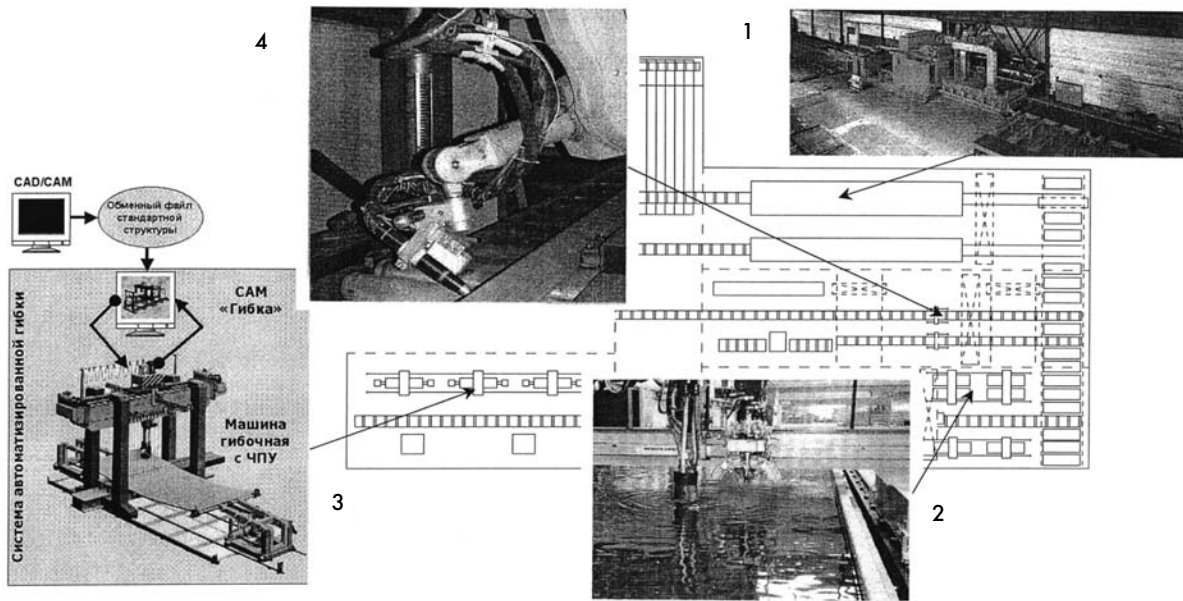 4
1
CAD/CAM
Обменный файл
стандартной
структуры
Система автоматизированной гибки
САМ
«Гибка»
Машина
гибочная
с ЧПУ
3
2